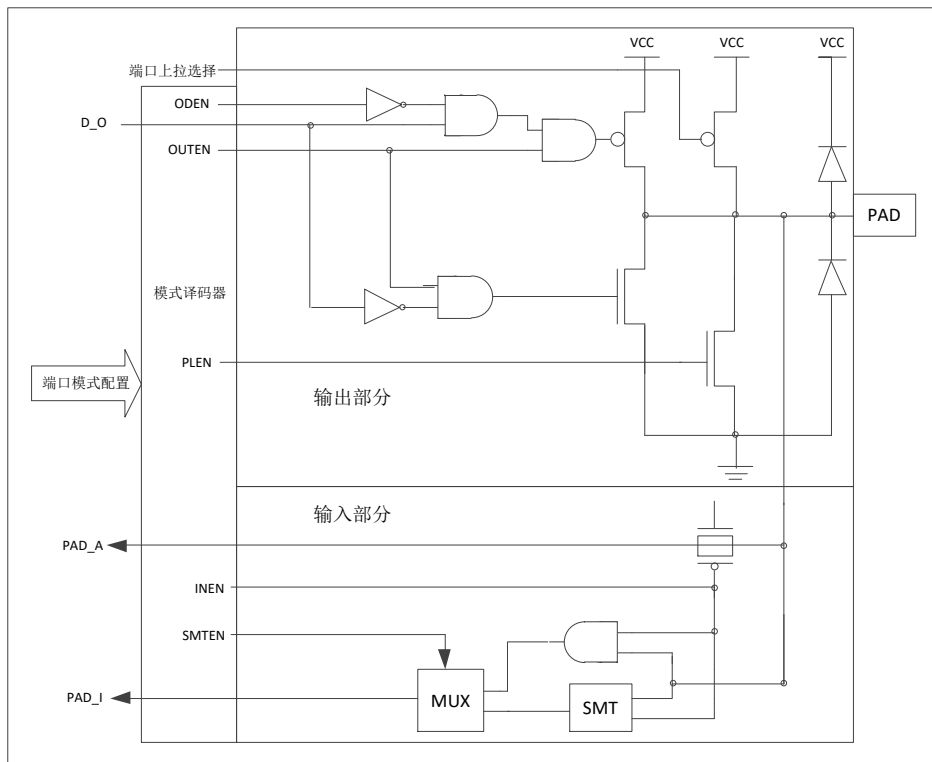 VCC
VCC
VCC
端口上拉选择
ODEN
D_O
OUTEN
PAD
模式译码器
PLEN
端口模式配置
输出部分
输入部分
PAD_A
INEN
SMTEN
PAD_I
MUX
SMT